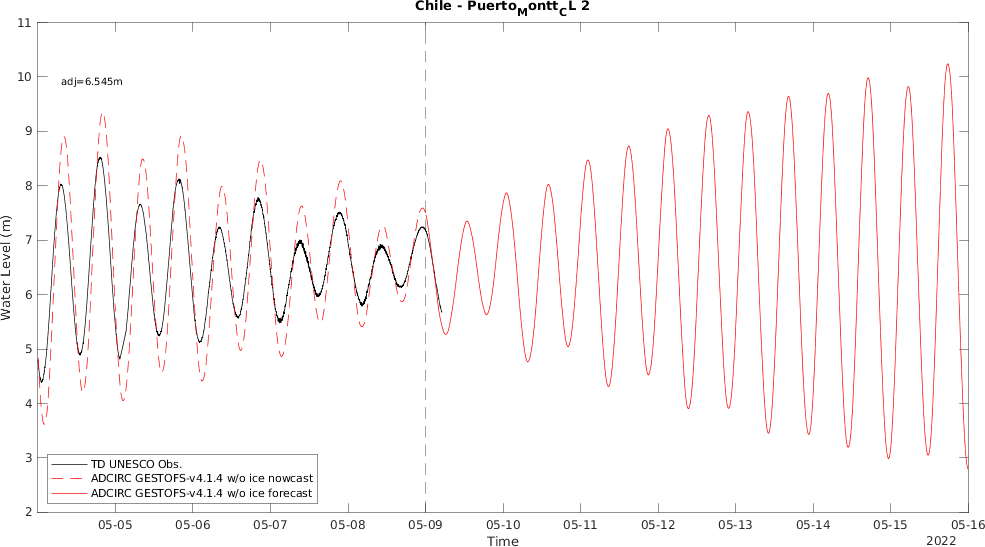 Chile - Puerto_Montt_CL 2
adj=6.545m
11
10
9
8
7
6
5
4
3
2
Water Level (m)
TD UNESCO Obs.
ADCIRC GESTOFS-v4.1.4 w/o ice nowcast
ADCIRC GESTOFS-v4.1.4 w/o ice forecast
05-05 05-06 05-07 05-08 05-09 05-10 05-11 05-12 05-13 05-14 05-15 05-16
Time
2022